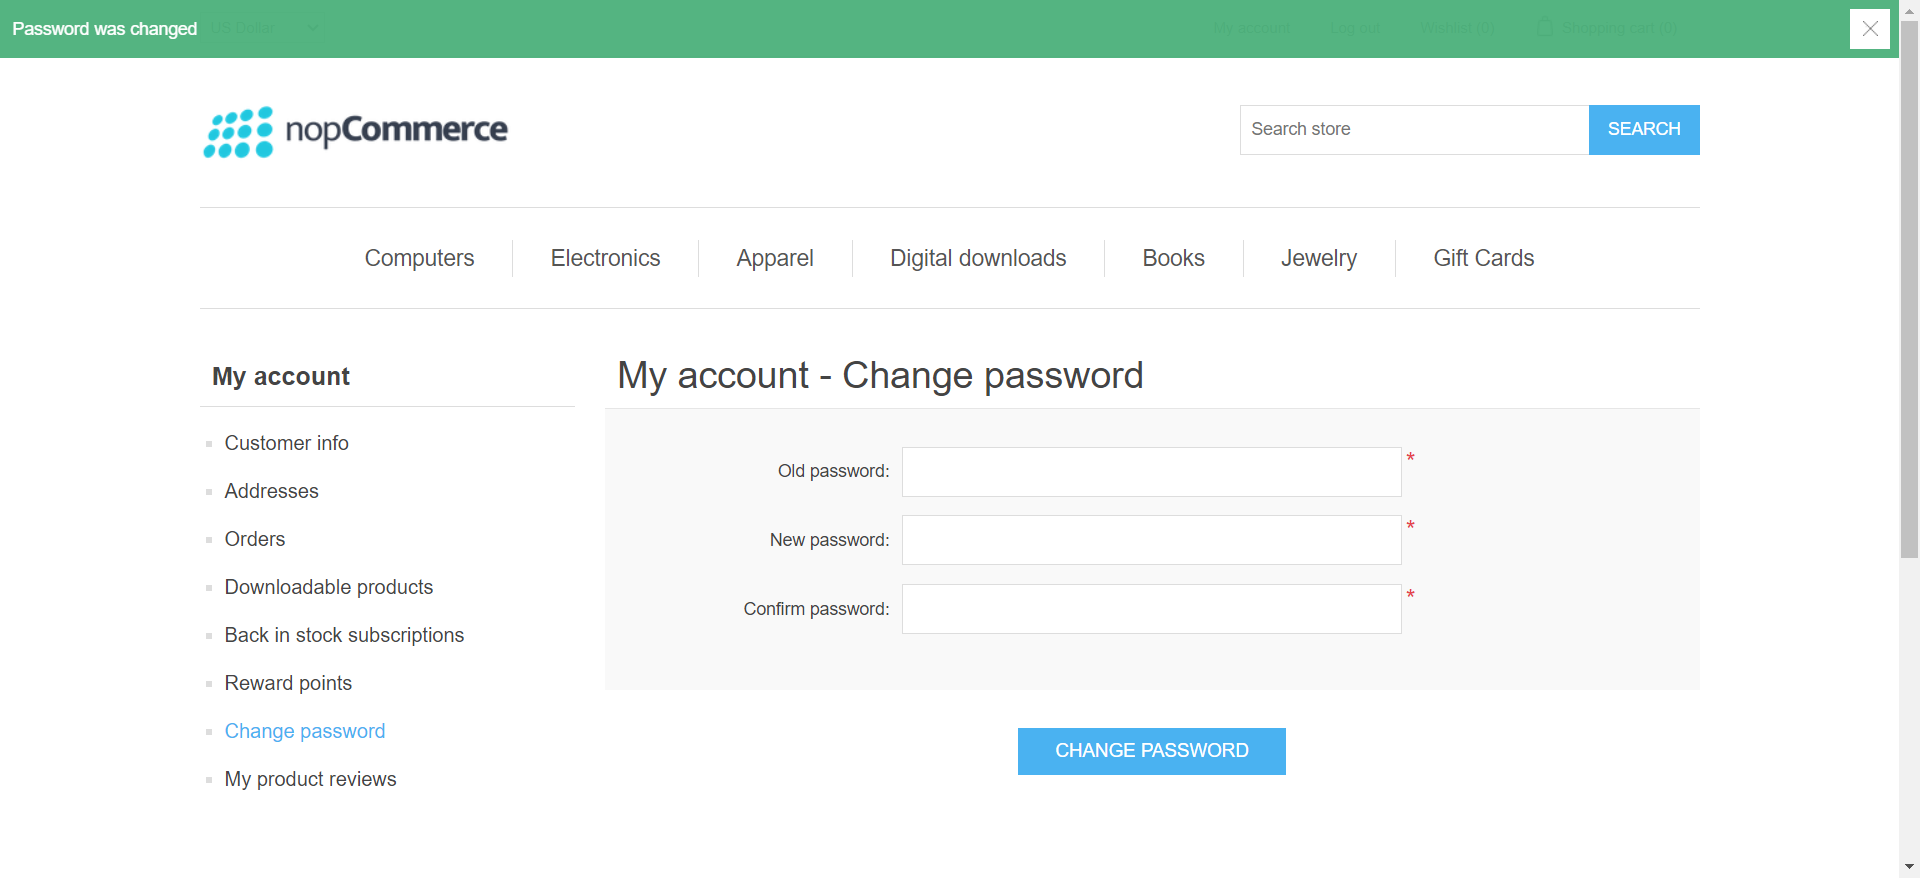 Password was changed
US Dollar
My account Log out Wishlist (0) Shopping cart (0)
nopCommerce
Search store
SEARCH
Computers Electronics Apparel Digital downloads Books Jewelry Gift Cards
My account
Customer info
Addresses
Orders
Downloadable products
Back in stock subscriptions
Reward points
Change password
My product reviews
My account - Change password
Old password: *
New password: *
Confirm password: *
CHANGE PASSWORD